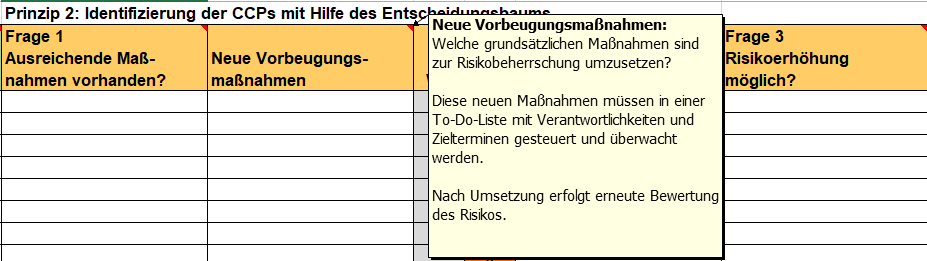 Prinzip 2: Identifizierung der CCPs mit Hilfe des Entscheidungsbaums
Frage 1
Ausreichende Maß-
nahmen vorhanden?
Neue Vorbeugungs-
maßnahmen
Neue Vorbeugungsmaßnahmen:
Welche grundsätzlichen Maßnahmen sind
zur Risikobeherrschung umzusetzen?
Diese neuen Maßnahmen müssen in einer
To-Do-Liste mit Verantwortlichkeiten und
Zielterminen gesteuert und überwacht
werden.
Nach Umsetzung erfolgt erneute Bewertung
des Risikos.
Frage 3
Risikoerhöhung
möglich?